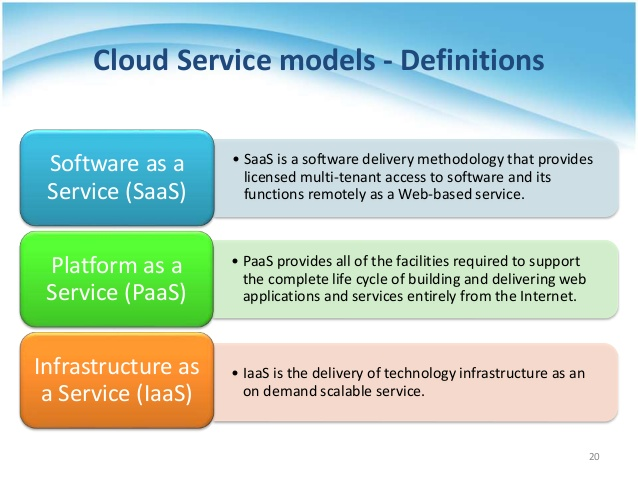 Cloud Service models - Definitions
Software as a
Service (SaaS)
• SaaS is a software delivery methodology that provides
licensed multi-tenant access to software and its
functions remotely as a Web-based service.
Platform as a
Service (PaaS)
• PaaS provides all of the facilities required to support
the complete life cycle of building and delivering web
applications and services entirely from the Internet.
Infrastructure as
a Service (IaaS)
• IaaS is the delivery of technology infrastructure as an
on demand scalable service.
20